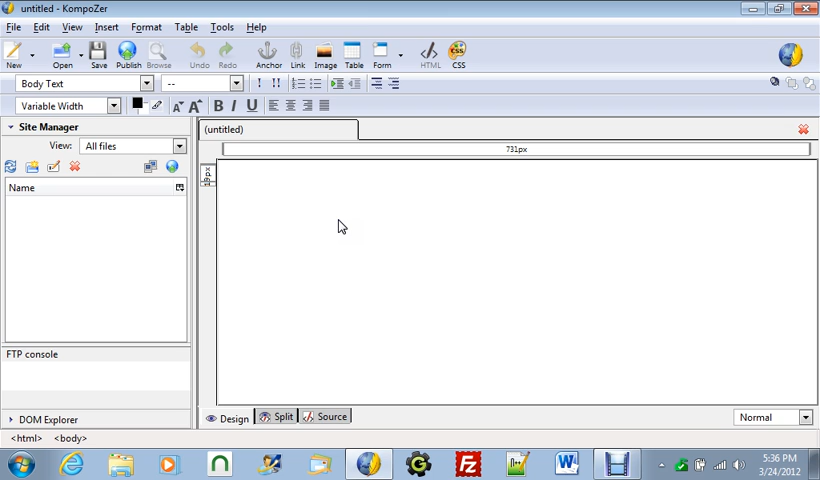 untitled - KompoZer
File Edit View Insert Format Table Tools Help
New Open Save Publish Browse Undo Redo Anchor Link Image Table Form HTML CSS
CSS
Body Text --
Variable Width A A B I U
Site Manager
(untitled)
View: All files
731px
Name
FTP console
DOM Explorer
Design Split Source
Normal
<html> <body>
5:36 PM
3/24/2012